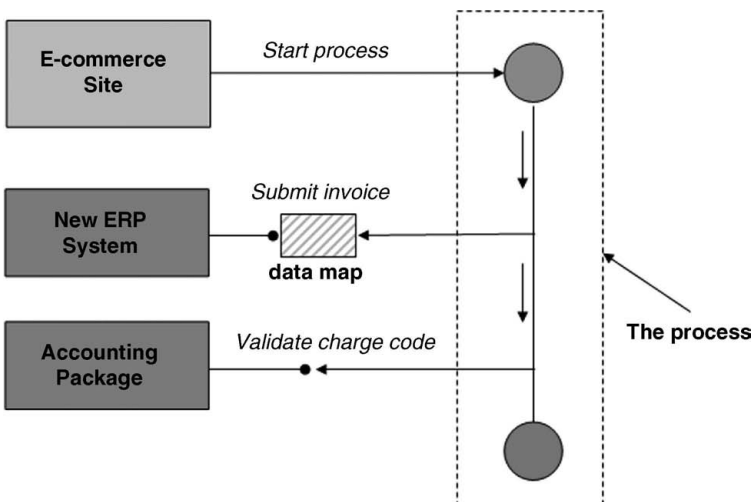 E-commerce
Site
Start process
New ERP
System
Submit invoice
data map
The process
Accounting
Package
Validate charge code